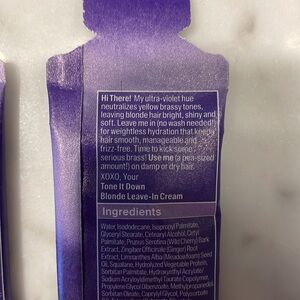 Hi There! My ultra-violet hue
neutralizes yellow brassy tones,
leaving blonde hair bright, shiny and
soft. Leave me in (no wash needed!)
for weightless hydration that keeps
hair smooth, manageable and
frizz-free. Time to kick some
serious brass! Use me (a pea-sized
amount!) on damp or dry hair.
XOXO, Your
Tone It Down
Blonde Leave-In Cream
Ingredients
Water, Isododecane, Isopropyl Palmitate,
Glyceryl Stearate, Cetearyl Alcohol, Cetyl
Palmitate, Prunus Serotina (Wild Cherry) Bark
Extract, Zingiber Officinale (Ginger) Root
Extract, Limnanthes Alba (Meadowfoam) Seed
Oil, Squalane, Hydrolyzed Vegetable Protein,
Sorbitan Palmitate, Hydroxyethyl Acrylate/
Sodium Acryloyldimethyl Taurate Copolymer,
Propylene Glycol Dibenzoate, Methylpropanediol,
Sorbitan Oleate, Caprylyl Glycol,